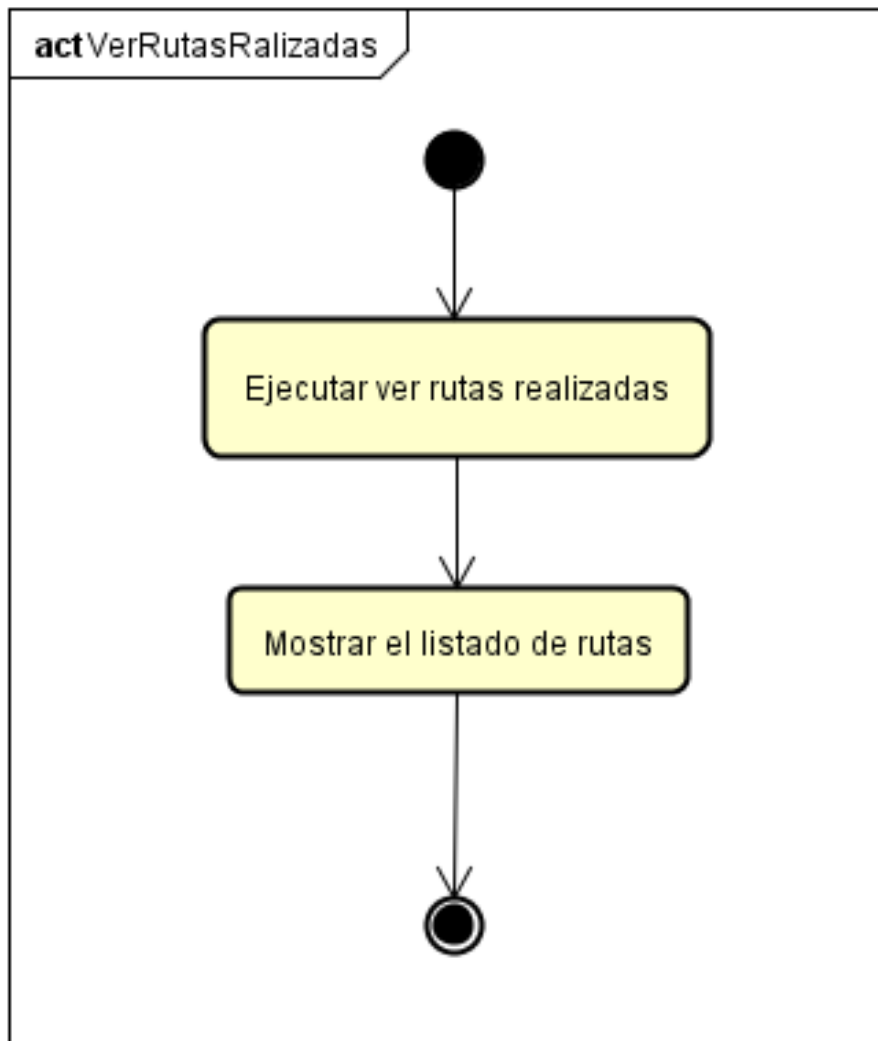 act VerRutasRalizadas
Ejecutar ver rutas realizadas
Mostrar el listado de rutas